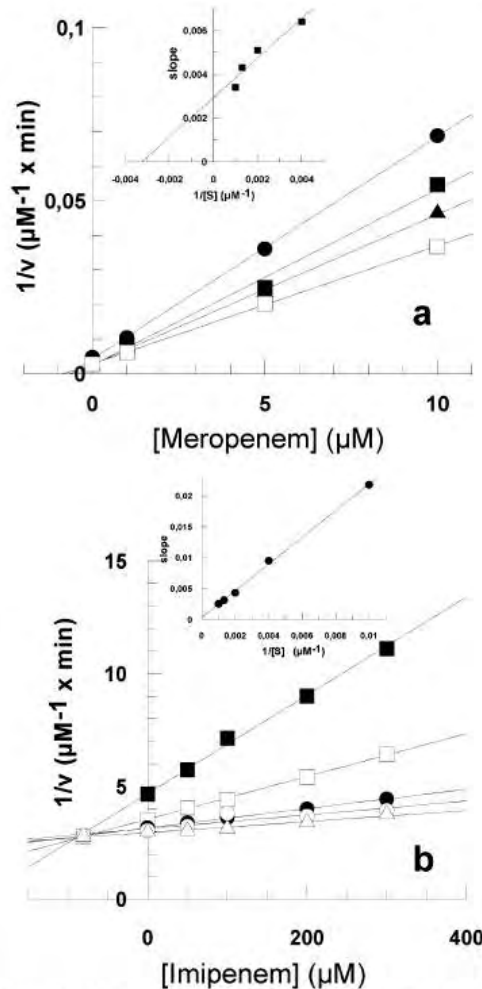 0,1
0,006
0,004
0,002
0
slope
-0,004 -0,002 0 0,002 0,004
1/[S] (µM⁻¹)
0,05
0
1/v (µM⁻¹ x min)
a
0 5 10
[Meropenem] (µM)
0,02
0,015
0,01
0,005
slope
0,002 0,004 0,006 0,008 0,01
1/[S] (µM⁻¹)
15
10
5
0
1/v (µM⁻¹ x min)
b
0 200 400
[Imipenem] (µM)